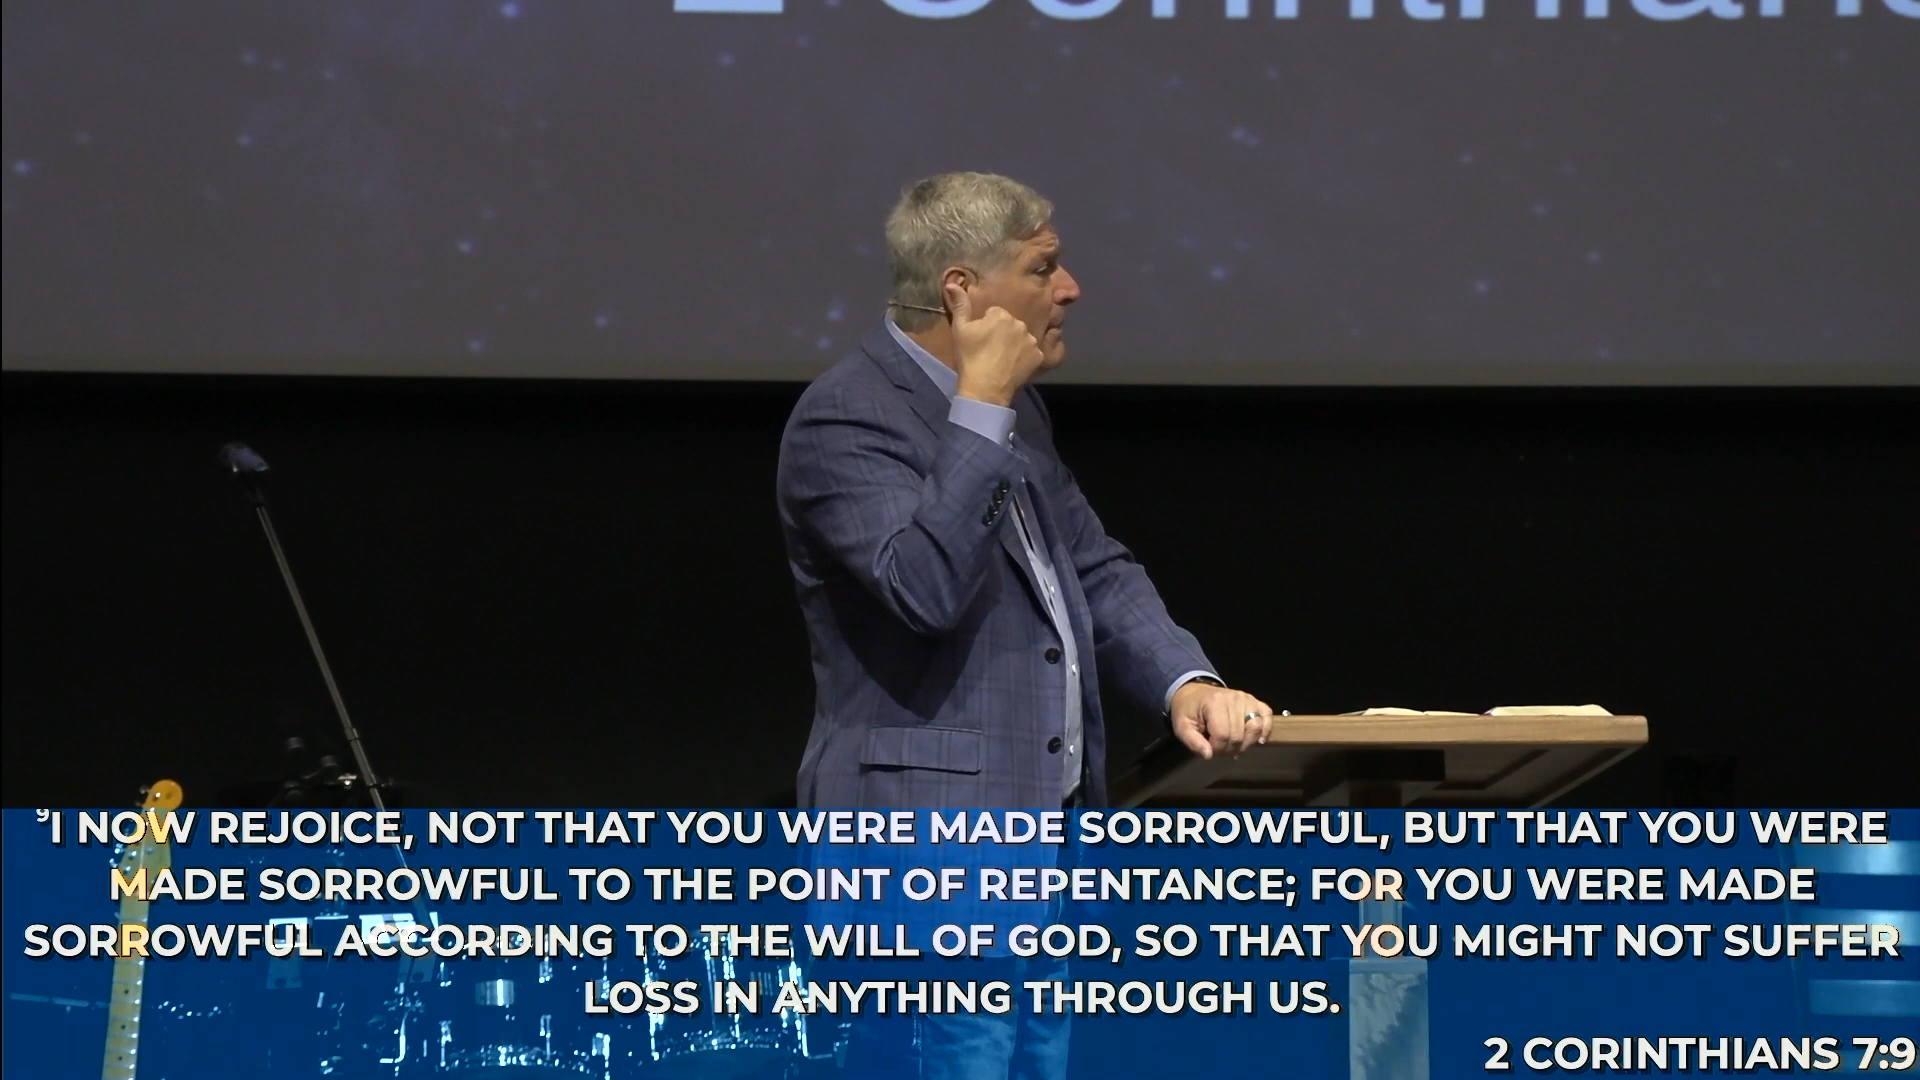 2 Corinthians
⁹I NOW REJOICE, NOT THAT YOU WERE MADE SORROWFUL, BUT THAT YOU WERE
MADE SORROWFUL TO THE POINT OF REPENTANCE; FOR YOU WERE MADE
SORROWFUL ACCORDING TO THE WILL OF GOD, SO THAT YOU MIGHT NOT SUFFER
LOSS IN ANYTHING THROUGH US.
2 CORINTHIANS 7:9